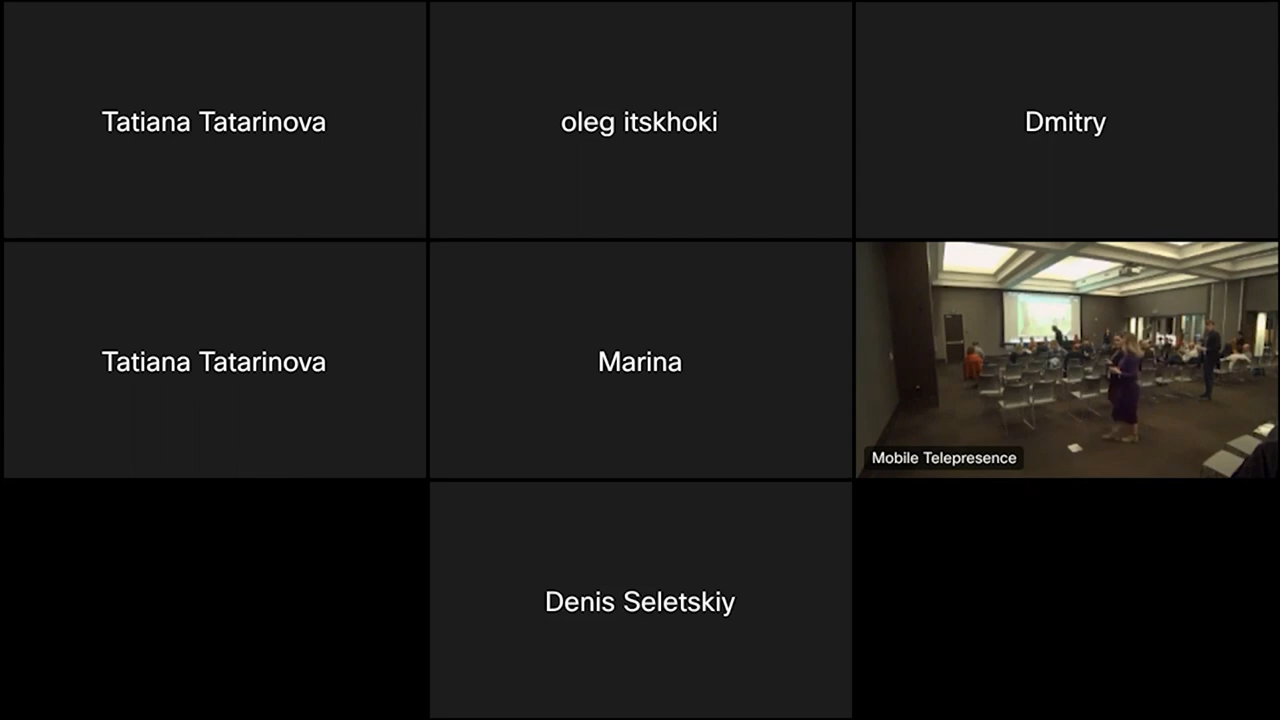 Tatiana Tatarinova
oleg itskhoki
Dmitry
Tatiana Tatarinova
Marina
Mobile Telepresence
Denis Seletskiy